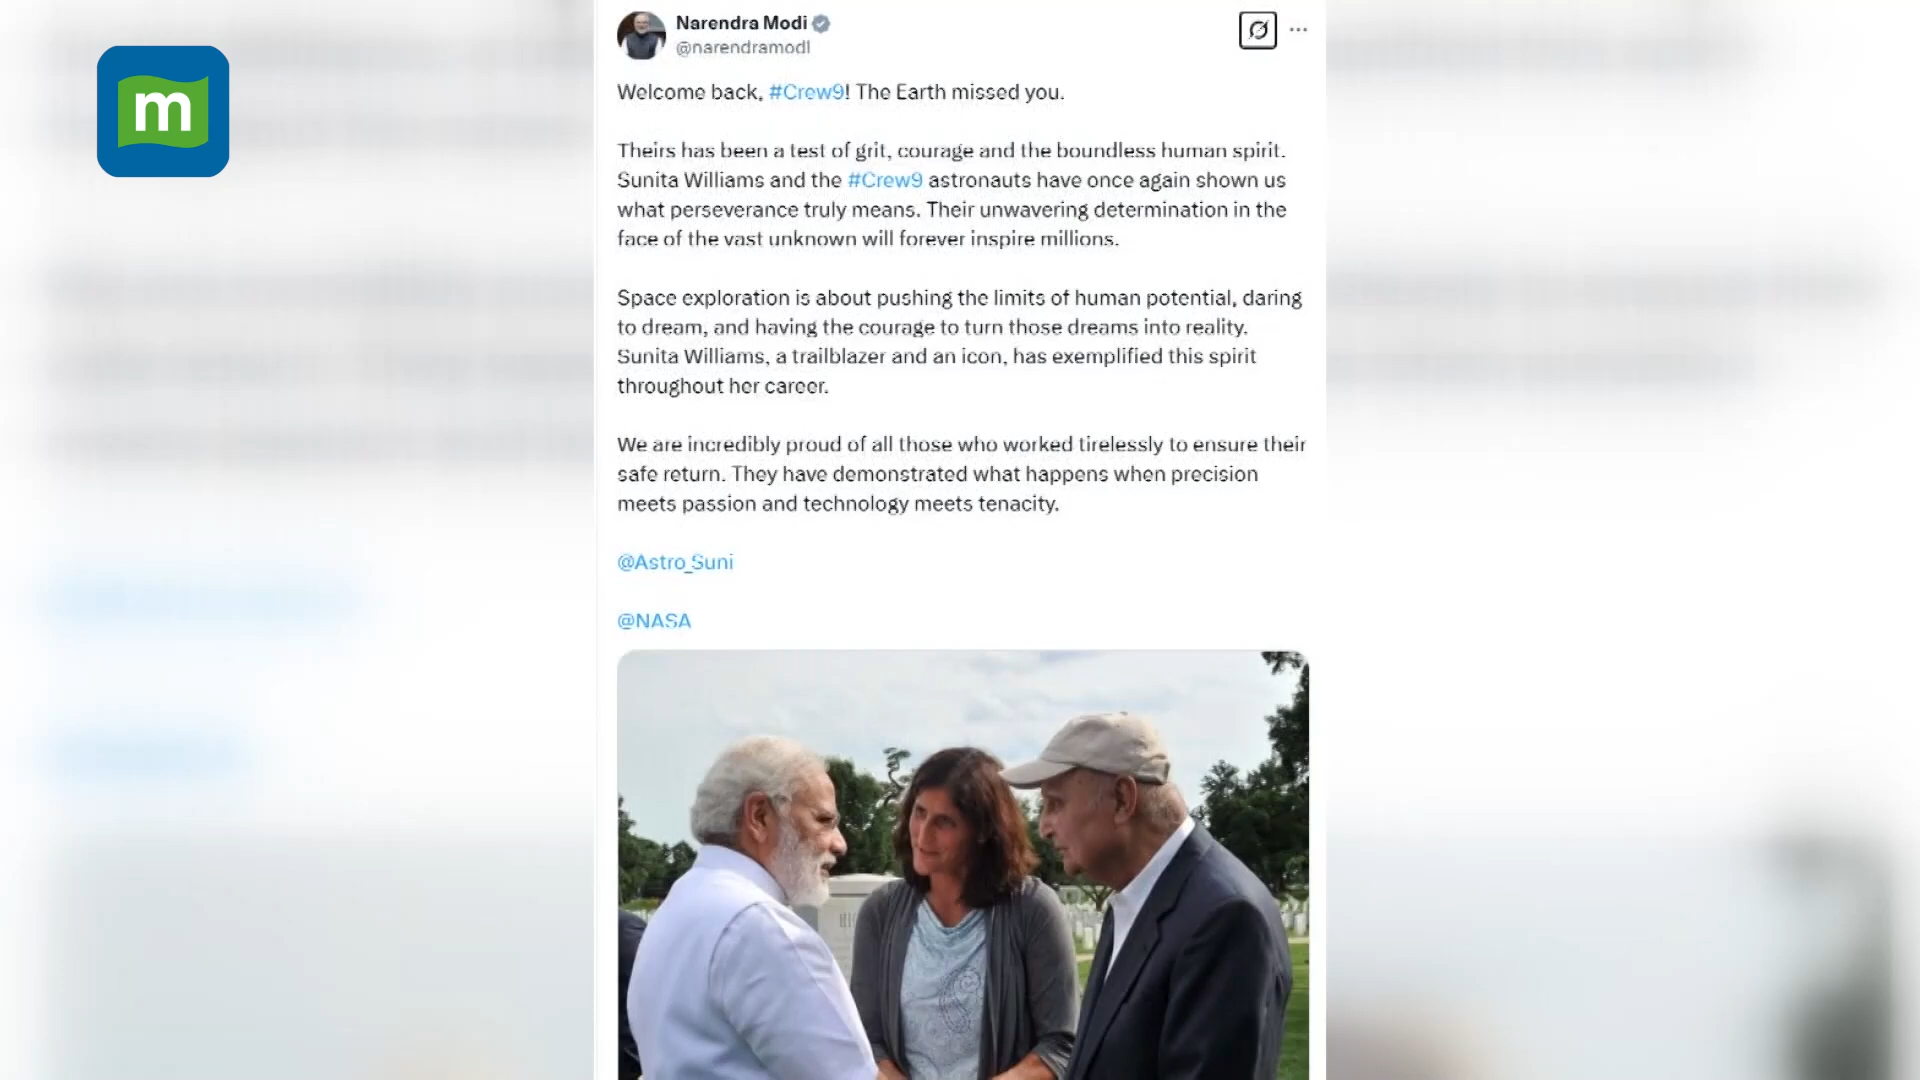 m
Narendra Modi
@narendramodi
Welcome back, #Crew9! The Earth missed you.
Theirs has been a test of grit, courage and the boundless human spirit.
Sunita Williams and the #Crew9 astronauts have once again shown us
what perseverance truly means. Their unwavering determination in the
face of the vast unknown will forever inspire millions.
Space exploration is about pushing the limits of human potential, daring
to dream, and having the courage to turn those dreams into reality.
Sunita Williams, a trailblazer and an icon, has exemplified this spirit
throughout her career.
We are incredibly proud of all those who worked tirelessly to ensure their
safe return. They have demonstrated what happens when precision
meets passion and technology meets tenacity.
@Astro_Suni
@NASA